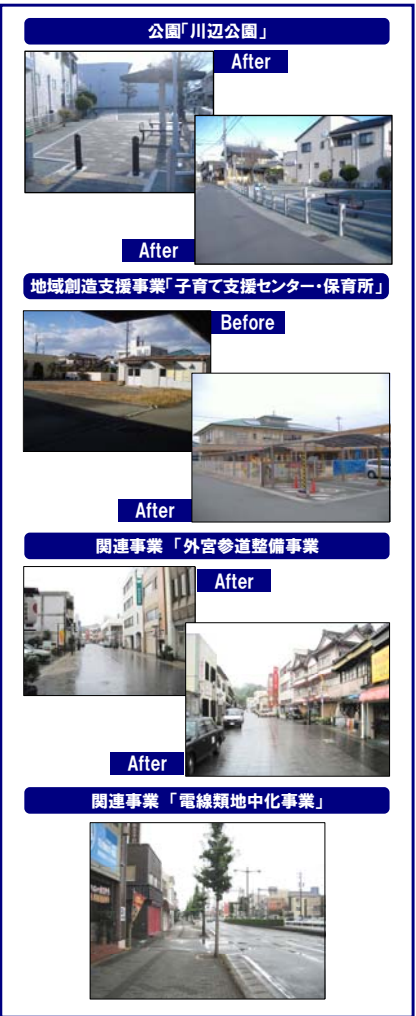 公園「川辺公園」
After
After
地域創造支援事業「子育て支援センター・保育所」
Before
After
関連事業 「外宮参道整備事業
After
After
関連事業 「電線類地中化事業」